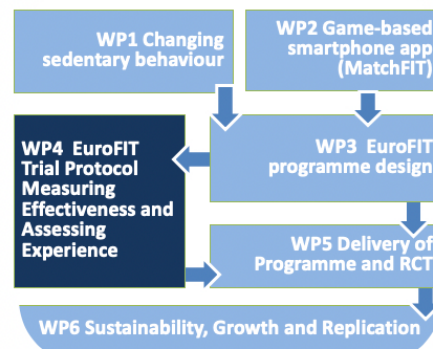 WP1 Changing
sedentary behaviour
WP2 Game-based
smartphone app
(MatchFIT)
WP4 EuroFIT
Trial Protocol
Measuring
Effectiveness and
Assessing
Experience
WP3 EuroFIT
programme design
WP5 Delivery of
Programme and RCT
WP6 Sustainability, Growth and Replication